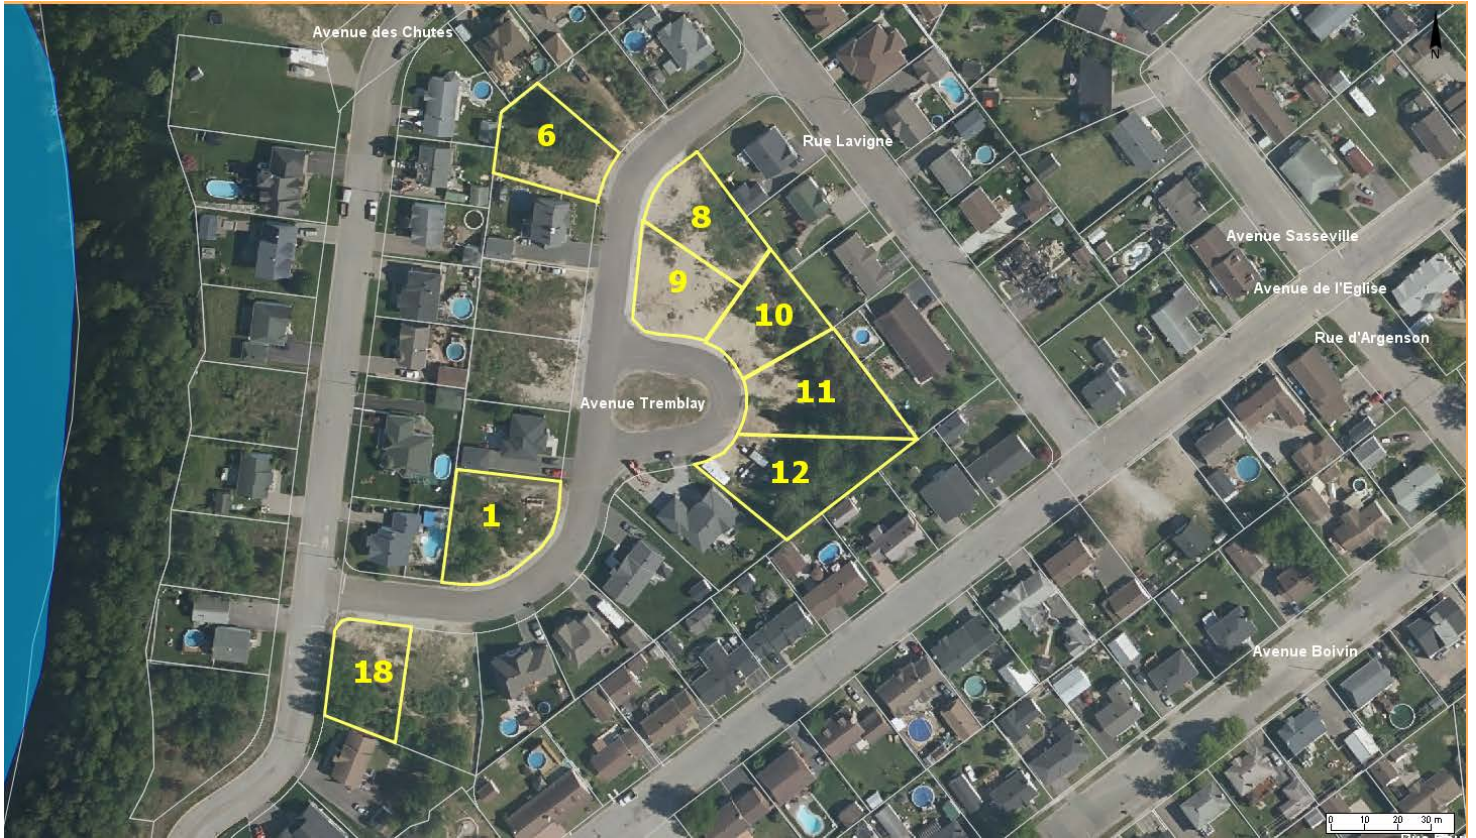 Avenue des Chutes
N
6
Rue Lavigne
8
Avenue Sasseville
9
Avenue de l'Eglise
10
Rue d'Argenson
11
Avenue Tremblay
12
1
Avenue Boivin
18
0 10 20 30 m